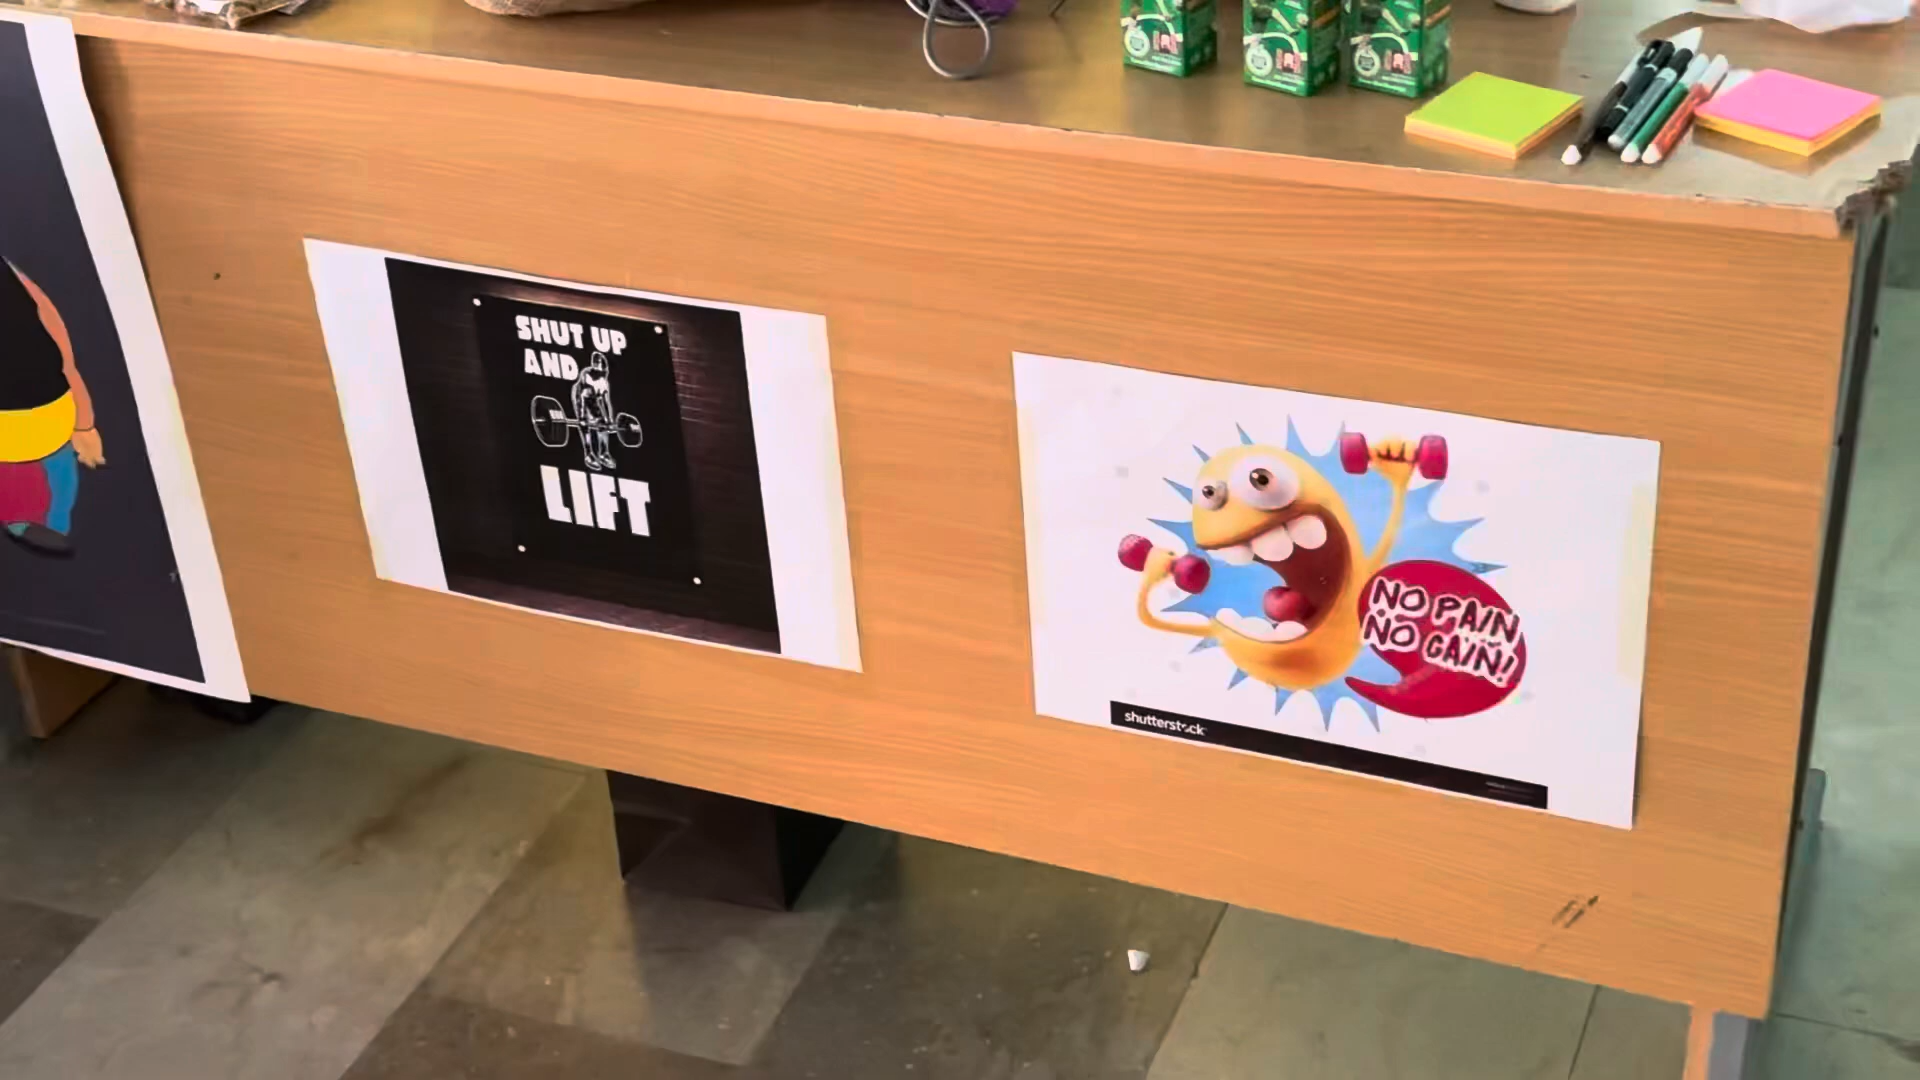 SHUT UP
AND
LIFT
NO PAIN
NO GAIN!
shutterstock